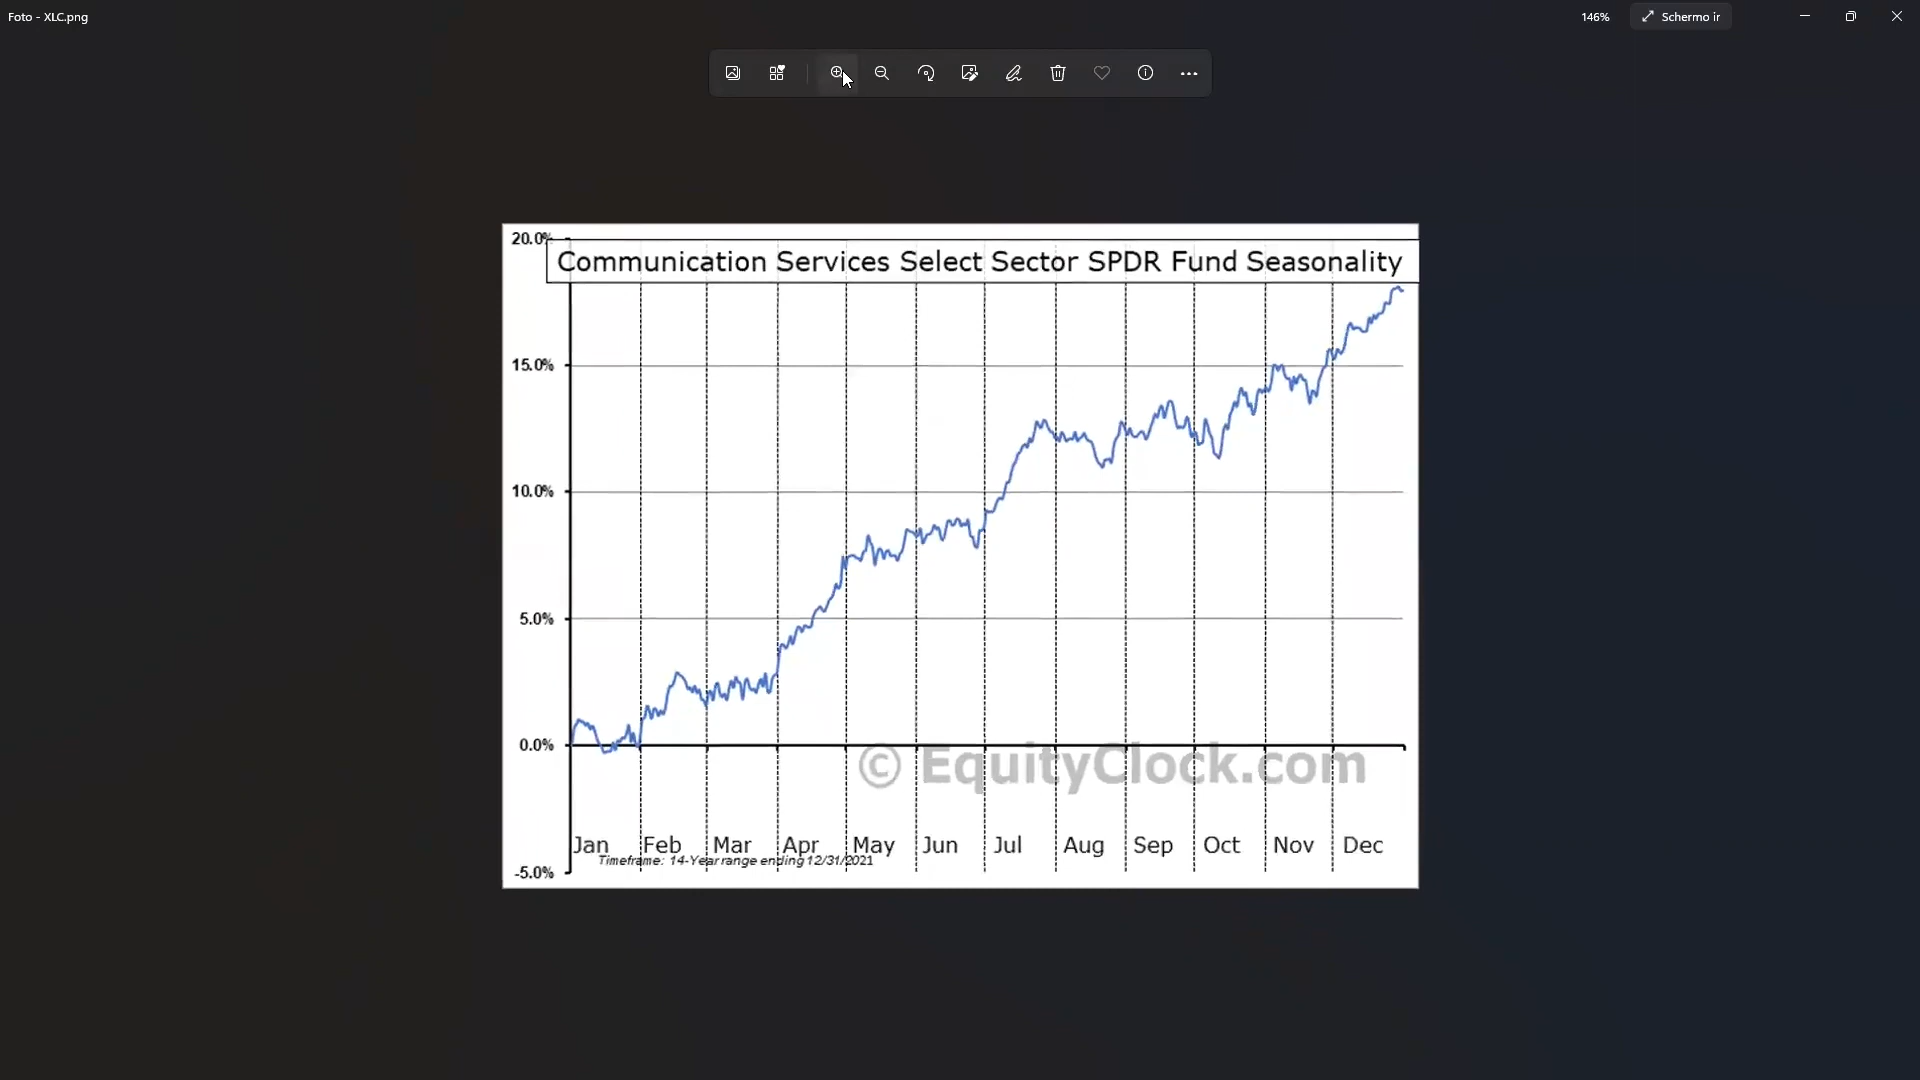 Foto - XLC.png
146%
Schermo ir
20.0%
Communication Services Select Sector SPDR Fund Seasonality
15.0%
10.0%
5.0%
0.0%
© EquityClock.com
Jan Feb Mar Apr May Jun Jul Aug Sep Oct Nov Dec
Timeframe: 14-Year range ending 12/31/2021
-5.0%